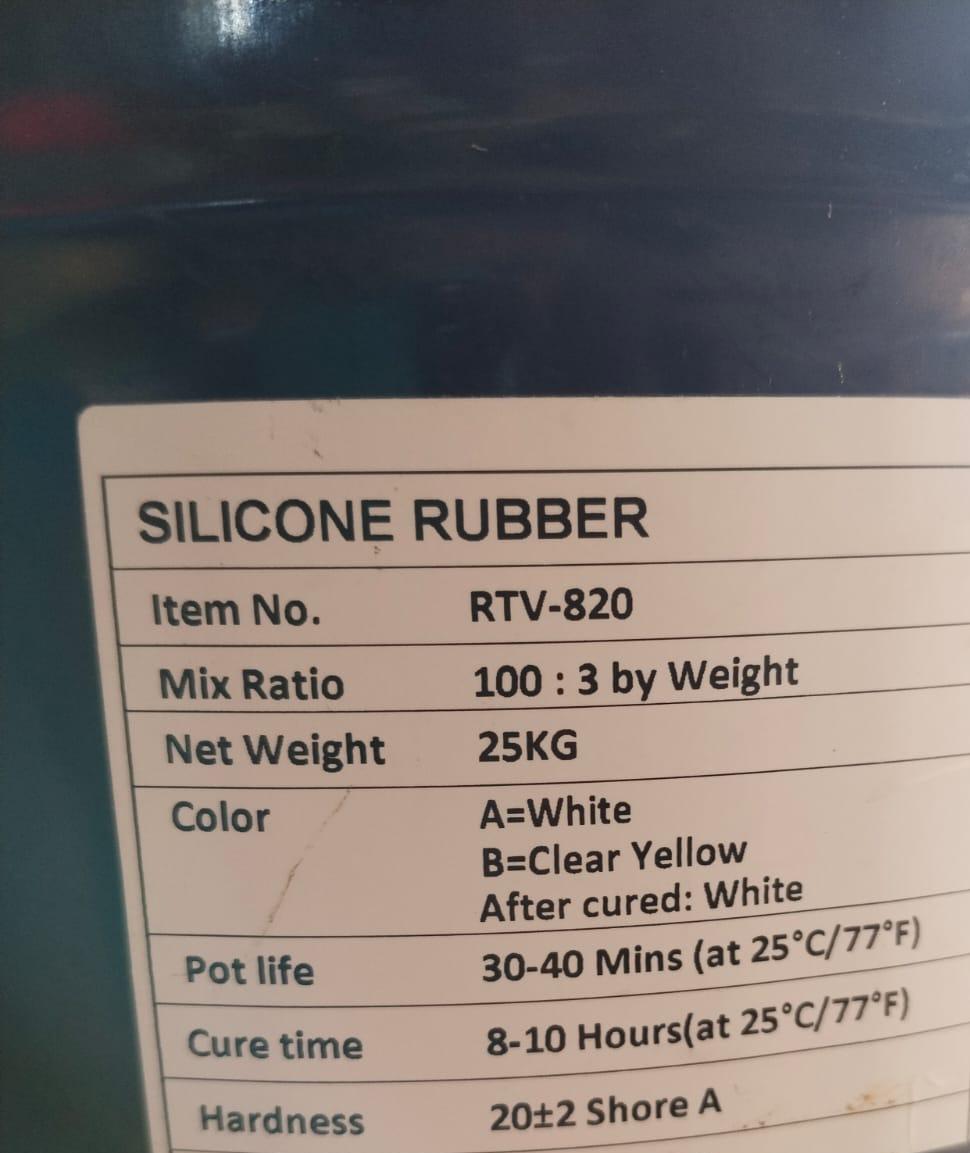 SILICONE RUBBER
Item No. RTV-820
Mix Ratio 100 : 3 by Weight
Net Weight 25KG
Color A=White
B=Clear Yellow
After cured: White
Pot life 30-40 Mins (at 25°C/77°F)
Cure time 8-10 Hours(at 25°C/77°F)
Hardness 20±2 Shore A